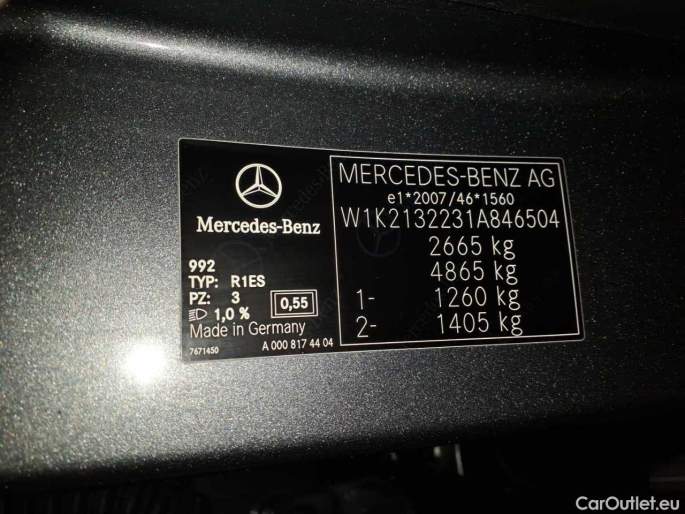 Mercedes-Benz
992
TYP: R1ES
PZ: 3
1,0 %
0,55
Made in Germany
7671450
A 000 817 44 04
MERCEDES-BENZ AG
e1*2007/46*1560
W1K2132231A846504
2665 kg
4865 kg
1- 1260 kg
2- 1405 kg
CarOutlet.eu